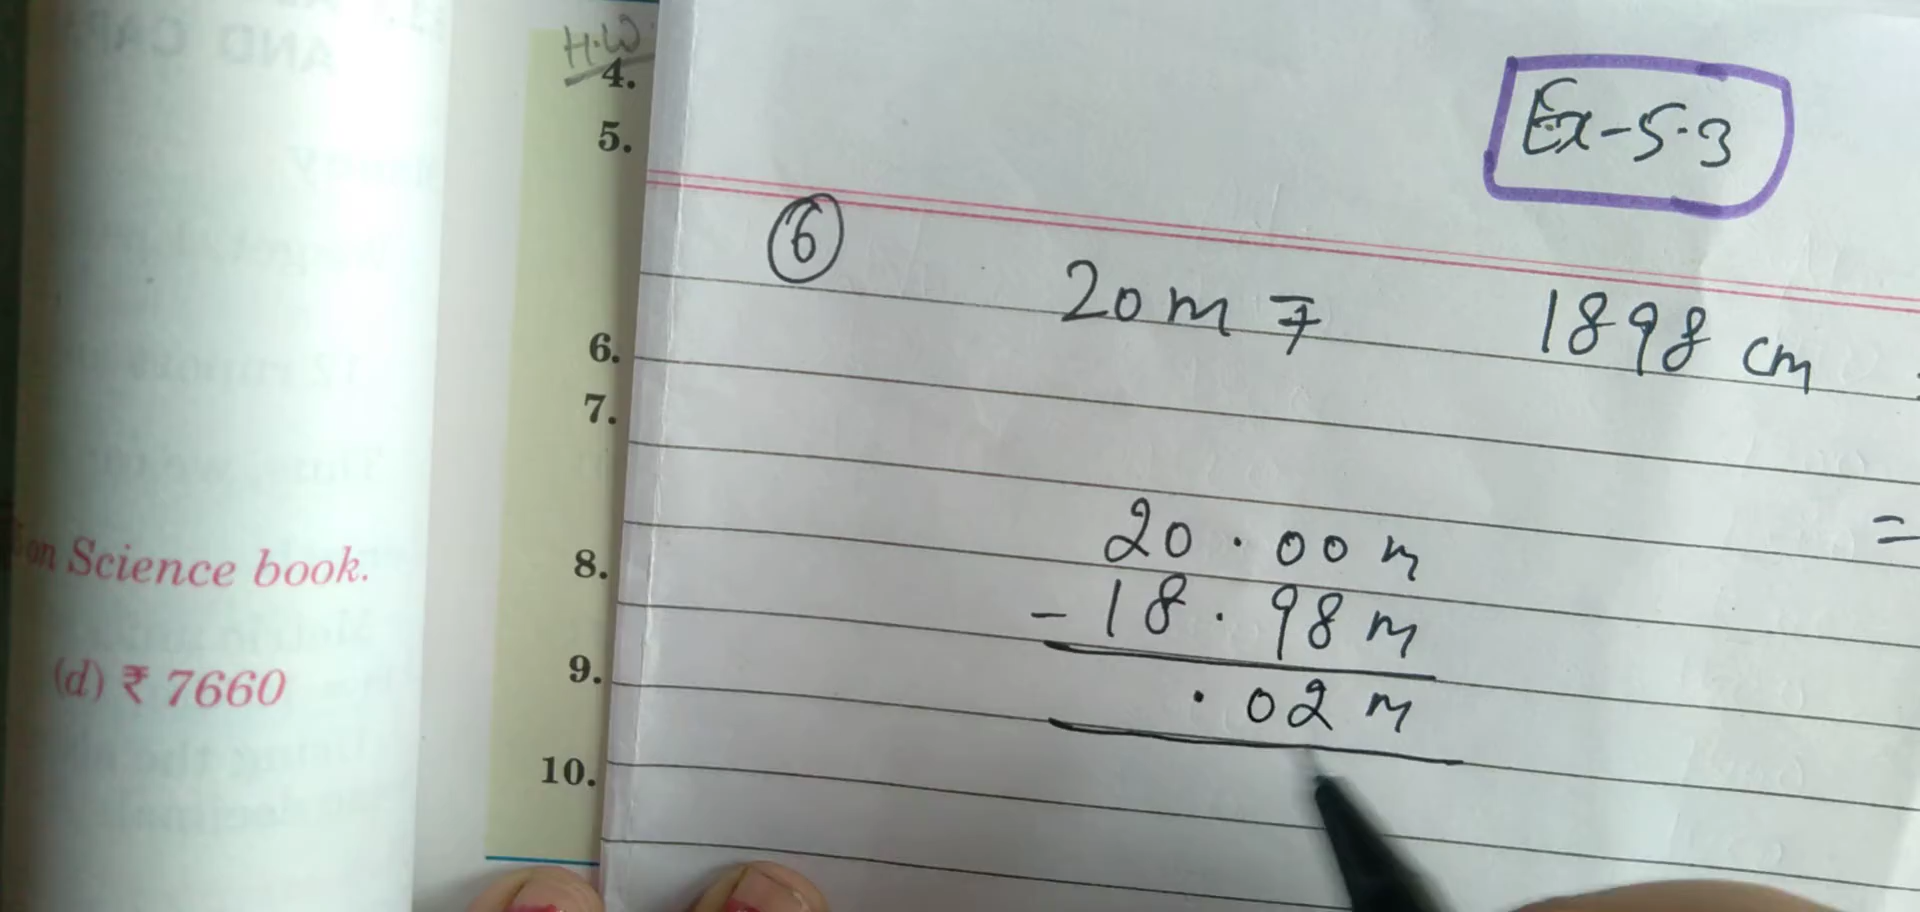 H.W
4.
5.
6.
7.
8.
9.
10.
on Science book.
(d) ₹ 7660
Ex-5.3
6
20 m 1898 cm
=
20.00 m
- 18.98 m
.02 m